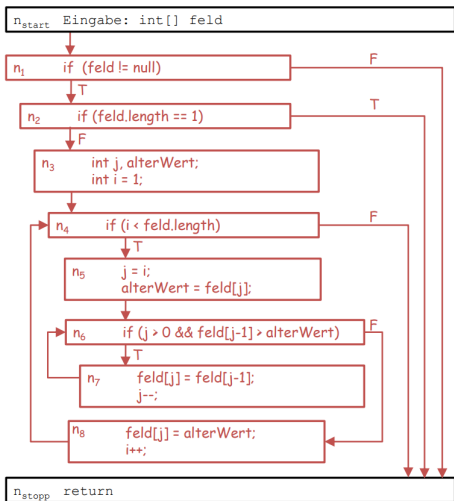 n_start Eingabe: int[] feld
n1 if (feld != null) F
T
n2 if (feld.length == 1) T
F
n3 int j, alterWert;
int i = 1;
n4 if (i < feld.length) F
T
n5 j = i;
alterWert = feld[j];
n6 if (j > 0 && feld[j-1] > alterWert) F
T
n7 feld[j] = feld[j-1];
j--;
n8 feld[j] = alterWert;
i++;
n_stopp return